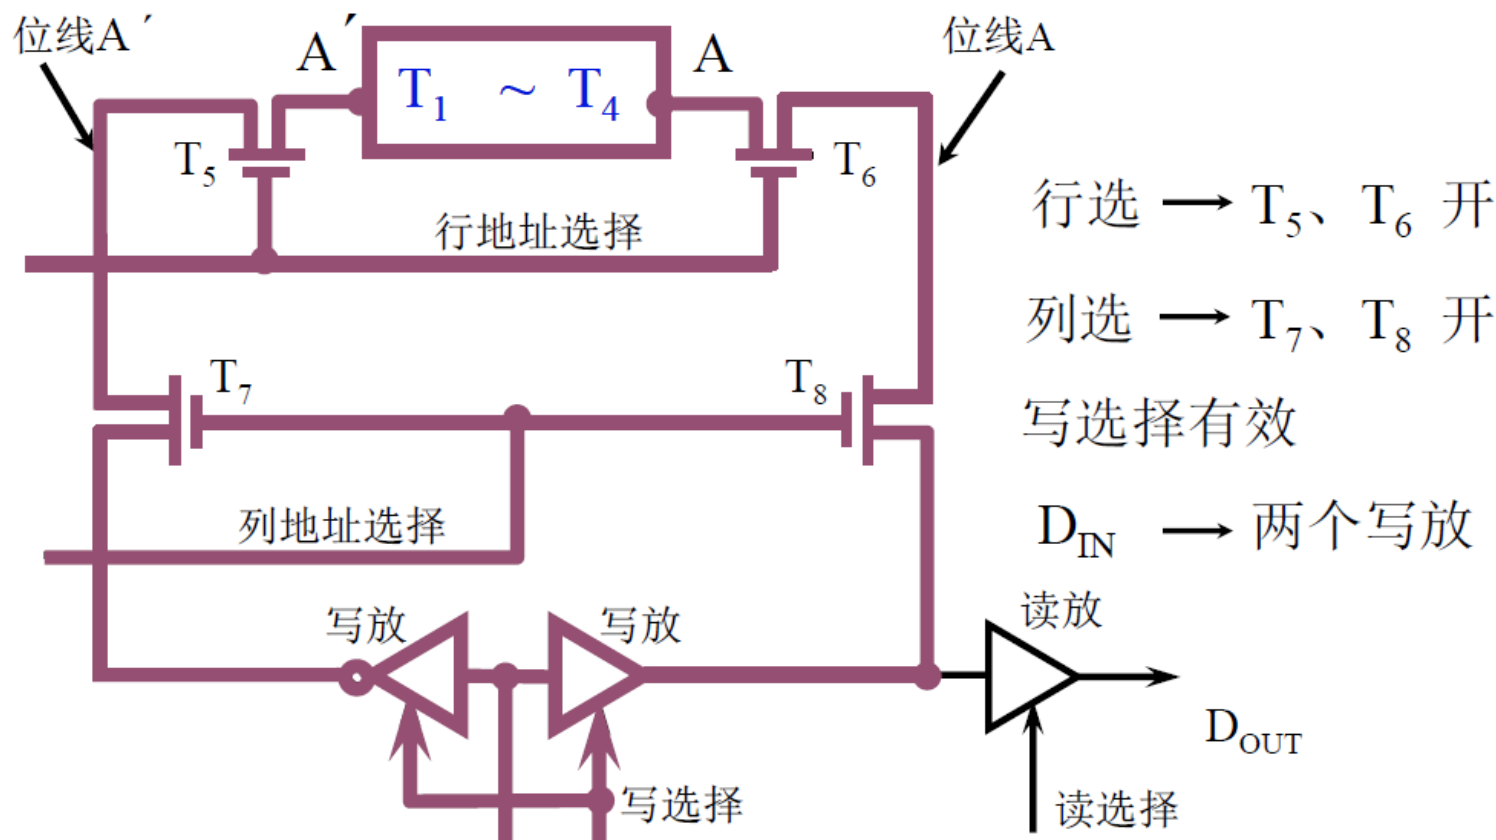 位线A´
A´
T1 ~ T4
A
位线A
T5
T6
行地址选择
行选 → T5、T6 开
列选 → T7、T8 开
T7
T8
写选择有效
列地址选择
DIN → 两个写放
写放
写放
读放
DOUT
写选择
读选择